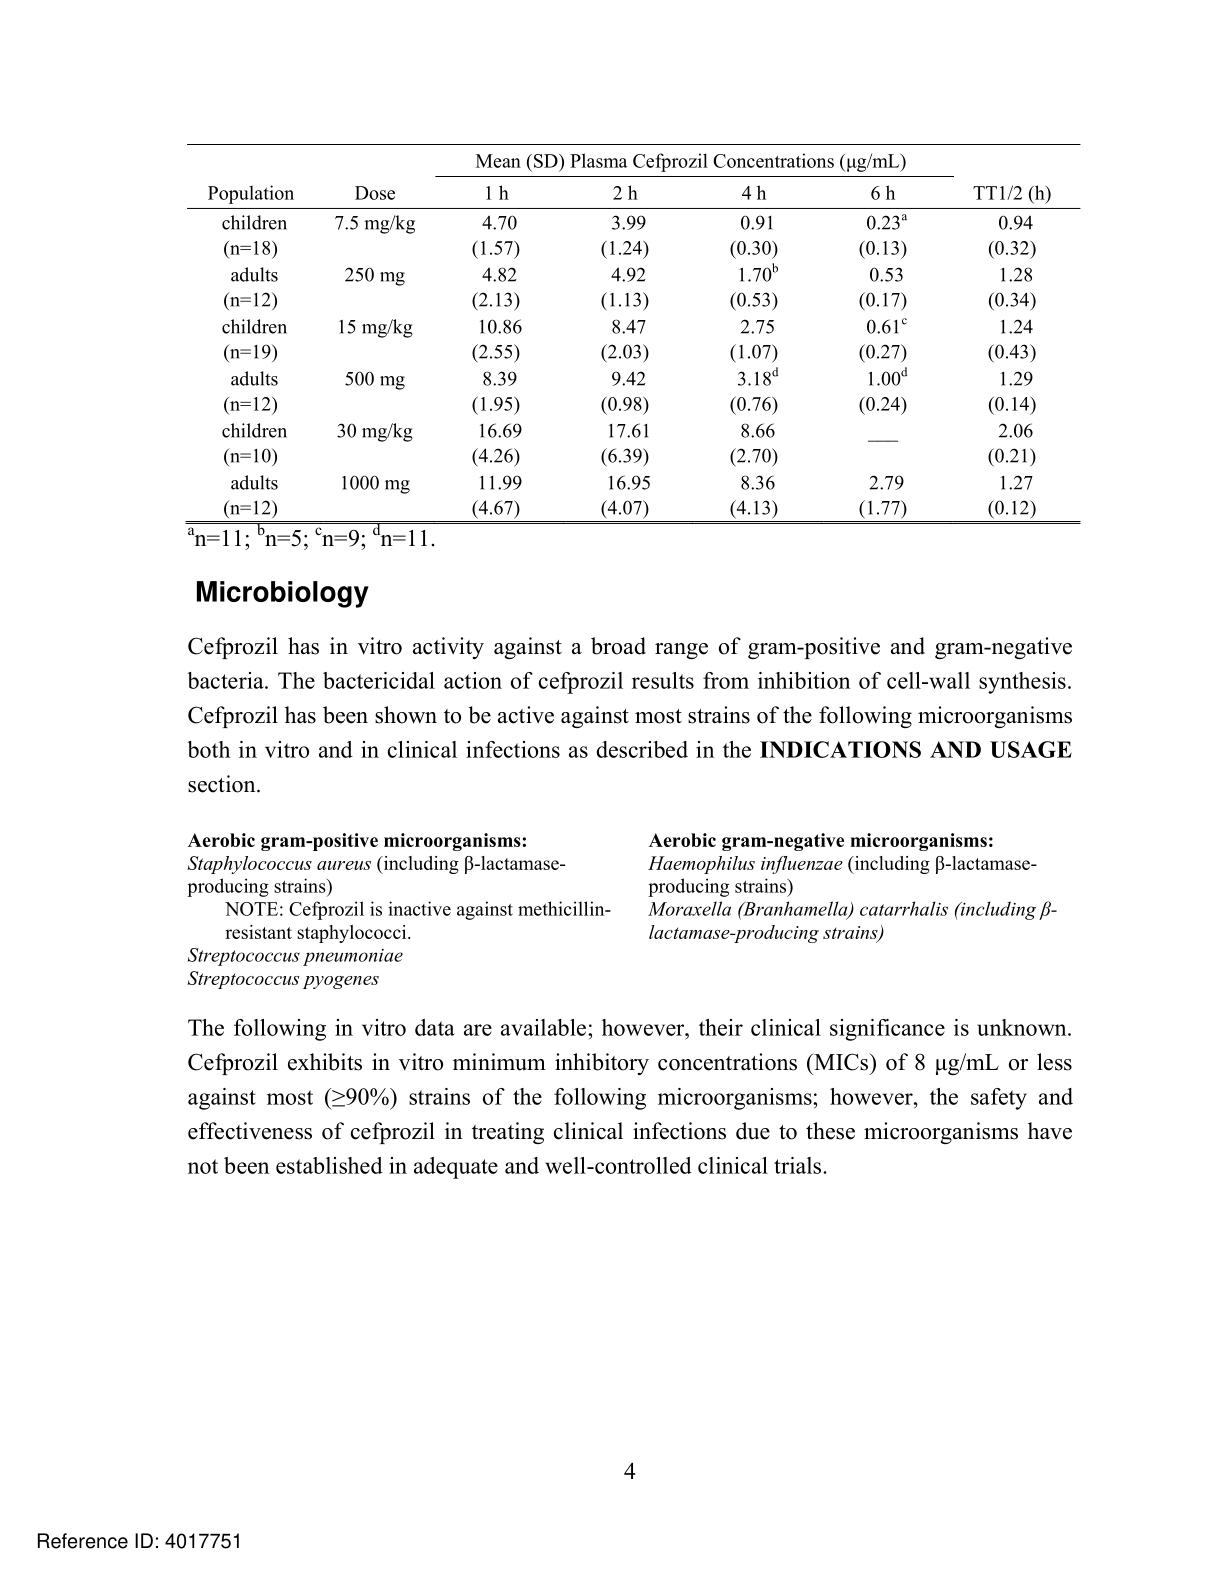 Mean (SD) Plasma Cefprozil Concentrations (μg/mL)
Population Dose 1 h 2 h 4 h 6 h TT1/2 (h)
children 7.5 mg/kg 4.70 3.99 0.91 0.23a 0.94
(n=18) (1.57) (1.24) (0.30) (0.13) (0.32)
adults 250 mg 4.82 4.92 1.70b 0.53 1.28
(n=12) (2.13) (1.13) (0.53) (0.17) (0.34)
children 15 mg/kg 10.86 8.47 2.75 0.61c 1.24
(n=19) (2.55) (2.03) (1.07) (0.27) (0.43)
adults 500 mg 8.39 9.42 3.18d 1.00d 1.29
(n=12) (1.95) (0.98) (0.76) (0.24) (0.14)
children 30 mg/kg 16.69 17.61 8.66 ___ 2.06
(n=10) (4.26) (6.39) (2.70) (0.21)
adults 1000 mg 11.99 16.95 8.36 2.79 1.27
(n=12) (4.67) (4.07) (4.13) (1.77) (0.12)
an=11; bn=5; cn=9; dn=11.
Microbiology
Cefprozil has in vitro activity against a broad range of gram-positive and gram-negative
bacteria. The bactericidal action of cefprozil results from inhibition of cell-wall synthesis.
Cefprozil has been shown to be active against most strains of the following microorganisms
both in vitro and in clinical infections as described in the INDICATIONS AND USAGE
section.
Aerobic gram-positive microorganisms:
Staphylococcus aureus (including β-lactamase-
producing strains)
NOTE: Cefprozil is inactive against methicillin-
resistant staphylococci.
Streptococcus pneumoniae
Streptococcus pyogenes
Aerobic gram-negative microorganisms:
Haemophilus influenzae (including β-lactamase-
producing strains)
Moraxella (Branhamella) catarrhalis (including β-
lactamase-producing strains)
The following in vitro data are available; however, their clinical significance is unknown.
Cefprozil exhibits in vitro minimum inhibitory concentrations (MICs) of 8 μg/mL or less
against most (≥90%) strains of the following microorganisms; however, the safety and
effectiveness of cefprozil in treating clinical infections due to these microorganisms have
not been established in adequate and well-controlled clinical trials.
4
Reference ID: 4017751